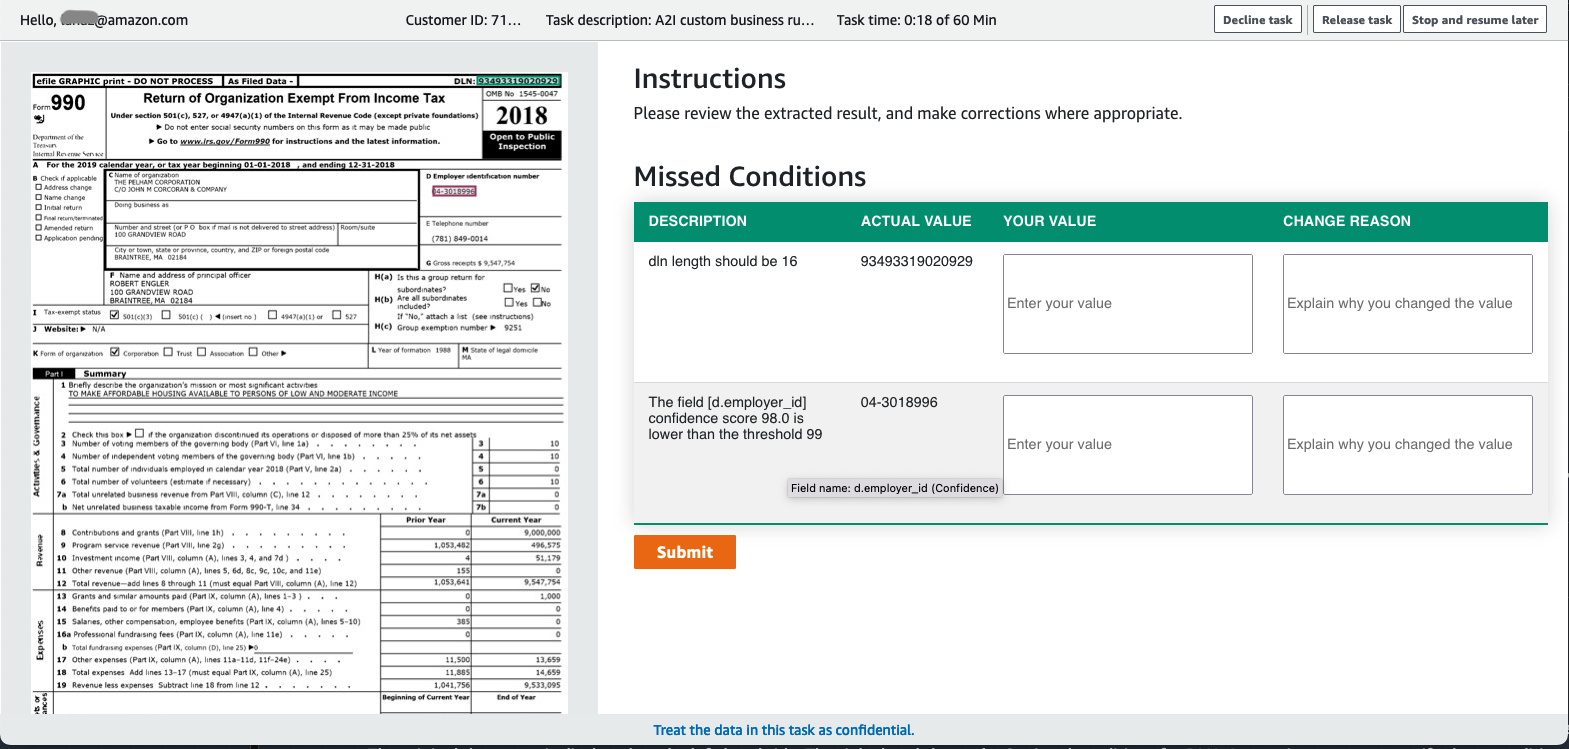 Hello, @amazon.com
Customer ID: 71...
Task description: A2I custom business ru...
Task time: 0:18 of 60 Min
Decline task
Release task
Stop and resume later
efile GRAPHIC print - DO NOT PROCESS
As Filed Data -
DLN: 93493319020929
Form 990
Department of the
Treasury
Internal Revenue Service
Return of Organization Exempt From Income Tax
Under section 501(c), 527, or 4947(a)(1) of the Internal Revenue Code (except private foundations)
▶ Do not enter social security numbers on this form as it may be made public
▶ Go to www.irs.gov/Form990 for instructions and the latest information.
OMB No 1545-0047
2018
Open to Public
Inspection
A For the 2019 calendar year, or tax year beginning 01-01-2018 , and ending 12-31-2018
B Check if applicable
Address change
Name change
Initial return
Final return/terminated
Amended return
Application pending
C Name of organization
THE PELHAM CORPORATION
C/O JOHN M CORCORAN & COMPANY
Doing business as
Number and street (or P O box if mail is not delivered to street address)
Room/suite
100 GRANDVIEW ROAD
City or town, state or province, country, and ZIP or foreign postal code
BRAINTREE, MA 02184
D Employer identification number
04-3018996
E Telephone number
(781) 849-0014
G Gross receipts $ 9,547,754
F Name and address of principal officer
ROBERT ENGLER
100 GRANDVIEW ROAD
BRAINTREE, MA 02184
H(a) Is this a group return for
subordinates?
Yes No
H(b) Are all subordinates
included?
Yes No
If "No," attach a list (see instructions)
H(c) Group exemption number ▶ 9251
I Tax-exempt status
501(c)(3) 501(c) ( ) ◀ (insert no ) 4947(a)(1) or 527
J Website: ▶ N/A
K Form of organization
Corporation Trust Association Other ▶
L Year of formation 1988
M State of legal domicile
MA
Part I Summary
1 Briefly describe the organization's mission or most significant activities
TO MAKE AFFORDABLE HOUSING AVAILABLE TO PERSONS OF LOW AND MODERATE INCOME
Activities & Governance
2 Check this box ▶ if the organization discontinued its operations or disposed of more than 25% of its net assets
3 Number of voting members of the governing body (Part VI, line 1a) . . . . . . . . 3 10
4 Number of independent voting members of the governing body (Part VI, line 1b) . . . . . 4 10
5 Total number of individuals employed in calendar year 2018 (Part V, line 2a) . . . . . . 5 0
6 Total number of volunteers (estimate if necessary) . . . . . . . . . . . . 6 10
7a Total unrelated business revenue from Part VIII, column (C), line 12 . . . . . . . . 7a 0
b Net unrelated business taxable income from Form 990-T, line 34 . . . . . . . . 7b 0
Prior Year Current Year
Revenue
8 Contributions and grants (Part VIII, line 1h) . . . . . . . . 0 9,000,000
9 Program service revenue (Part VIII, line 2g) . . . . . . . . 1,053,482 496,575
10 Investment income (Part VIII, column (A), lines 3, 4, and 7d ) . . . . 4 51,179
11 Other revenue (Part VIII, column (A), lines 5, 6d, 8c, 9c, 10c, and 11e) 155 0
12 Total revenue—add lines 8 through 11 (must equal Part VIII, column (A), line 12) 1,053,641 9,547,754
Expenses
13 Grants and similar amounts paid (Part IX, column (A), lines 1–3 ) . . . 0 1,000
14 Benefits paid to or for members (Part IX, column (A), line 4) . . . . 0 0
15 Salaries, other compensation, employee benefits (Part IX, column (A), lines 5–10) 385 0
16a Professional fundraising fees (Part IX, column (A), line 11e) . . . . . 0 0
b Total fundraising expenses (Part IX, column (D), line 25) ▶0
17 Other expenses (Part IX, column (A), lines 11a–11d, 11f–24e) . . . . 11,500 13,659
18 Total expenses Add lines 13–17 (must equal Part IX, column (A), line 25) 11,885 14,659
19 Revenue less expenses Subtract line 18 from line 12 . . . . . . . 1,041,756 9,533,095
Beginning of Current Year End of Year
Instructions
Please review the extracted result, and make corrections where appropriate.
Missed Conditions
DESCRIPTION ACTUAL VALUE YOUR VALUE CHANGE REASON
dln length should be 16
93493319020929
Enter your value
Explain why you changed the value
The field [d.employer_id]
confidence score 98.0 is
lower than the threshold 99
04-3018996
Enter your value
Explain why you changed the value
Field name: d.employer_id (Confidence)
Submit
Treat the data in this task as confidential.